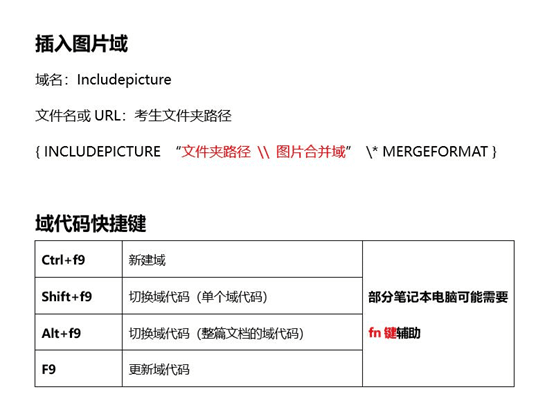 插入图片域
域名：Includepicture
文件名或 URL：考生文件夹路径
{ INCLUDEPICTURE “文件夹路径 \\ 图片合并域” \* MERGEFORMAT }
域代码快捷键
Ctrl+f9 新建域
Shift+f9 切换域代码（单个域代码）
Alt+f9 切换域代码（整篇文档的域代码）
F9 更新域代码
部分笔记本电脑可能需要
fn 键辅助